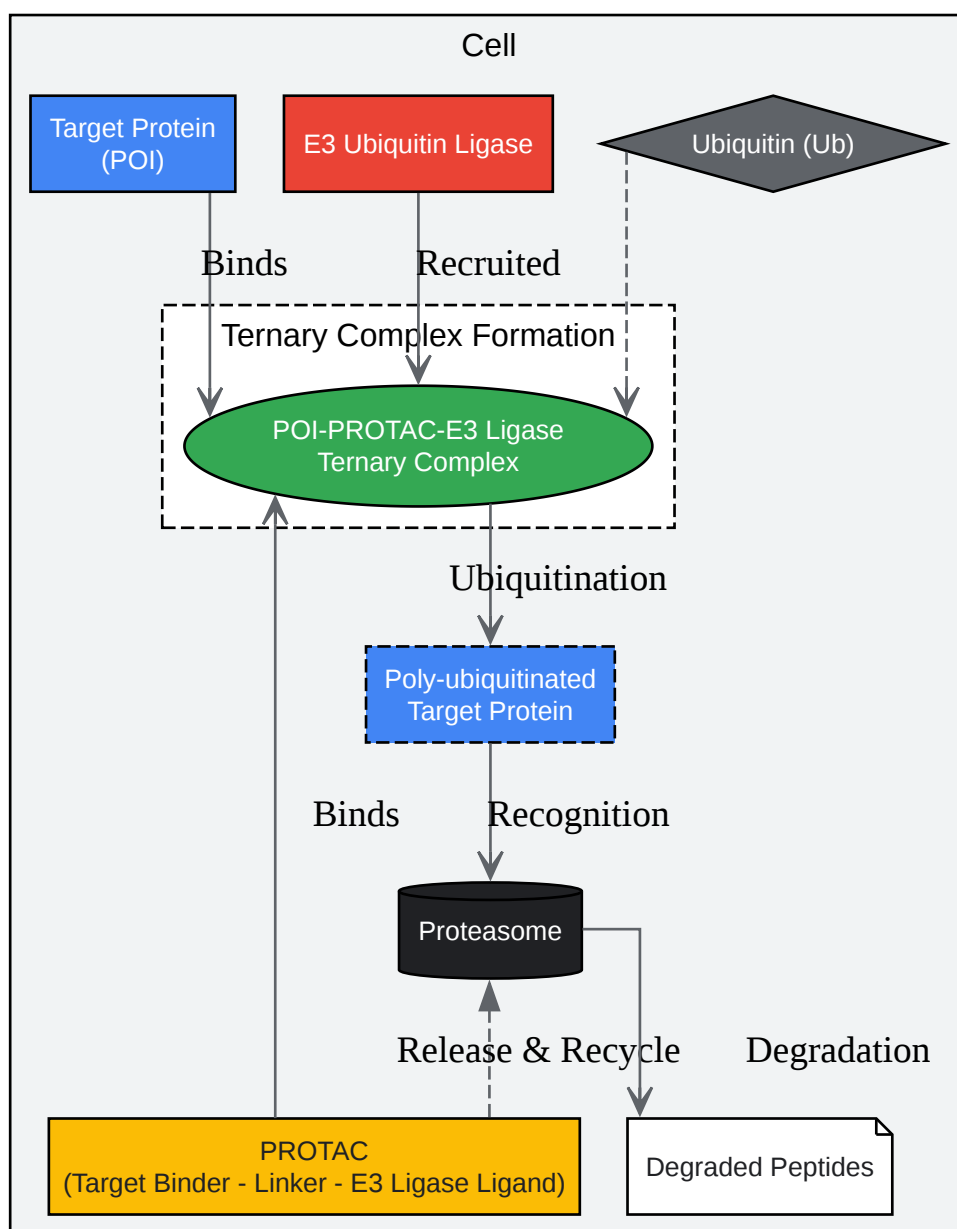 Cell
Target Protein
(POI)
E3 Ubiquitin Ligase
Ubiquitin (Ub)
Binds
Recruited
Ternary Complex Formation
POI-PROTAC-E3 Ligase
Ternary Complex
Ubiquitination
Poly-ubiquitinated
Target Protein
Binds
Recognition
Proteasome
Release & Recycle
Degradation
PROTAC
(Target Binder - Linker - E3 Ligase Ligand)
Degraded Peptides